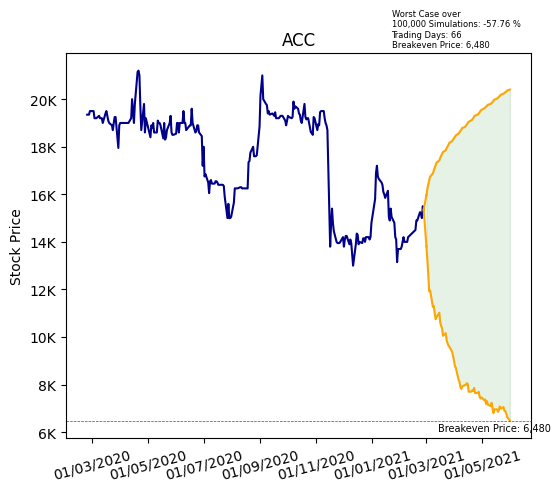 Worst Case over
100,000 Simulations: -57.76 %
Trading Days: 66
Breakeven Price: 6,480
ACC
Stock Price
20K
18K
16K
14K
12K
10K
8K
6K
Breakeven Price: 6,480
01/03/2020
01/05/2020
01/07/2020
01/09/2020
01/11/2020
01/01/2021
01/03/2021
01/05/2021